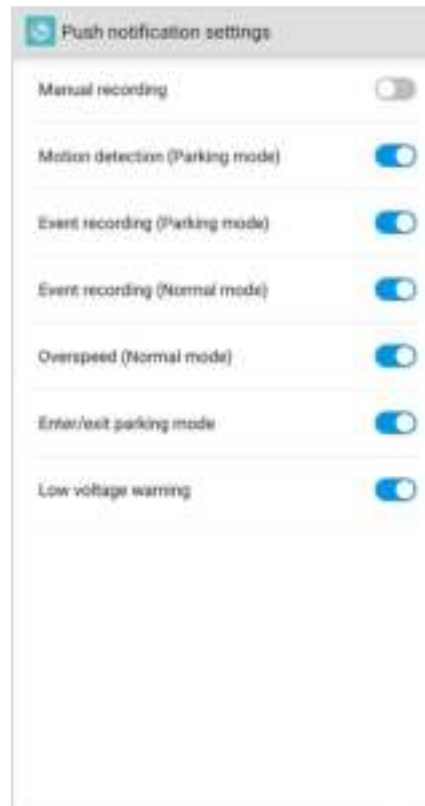 Push notification settings
Manual recording
Motion detection (Parking mode)
Event recording (Parking mode)
Event recording (Normal mode)
Overspeed (Normal mode)
Enter/exit parking mode
Low voltage warning